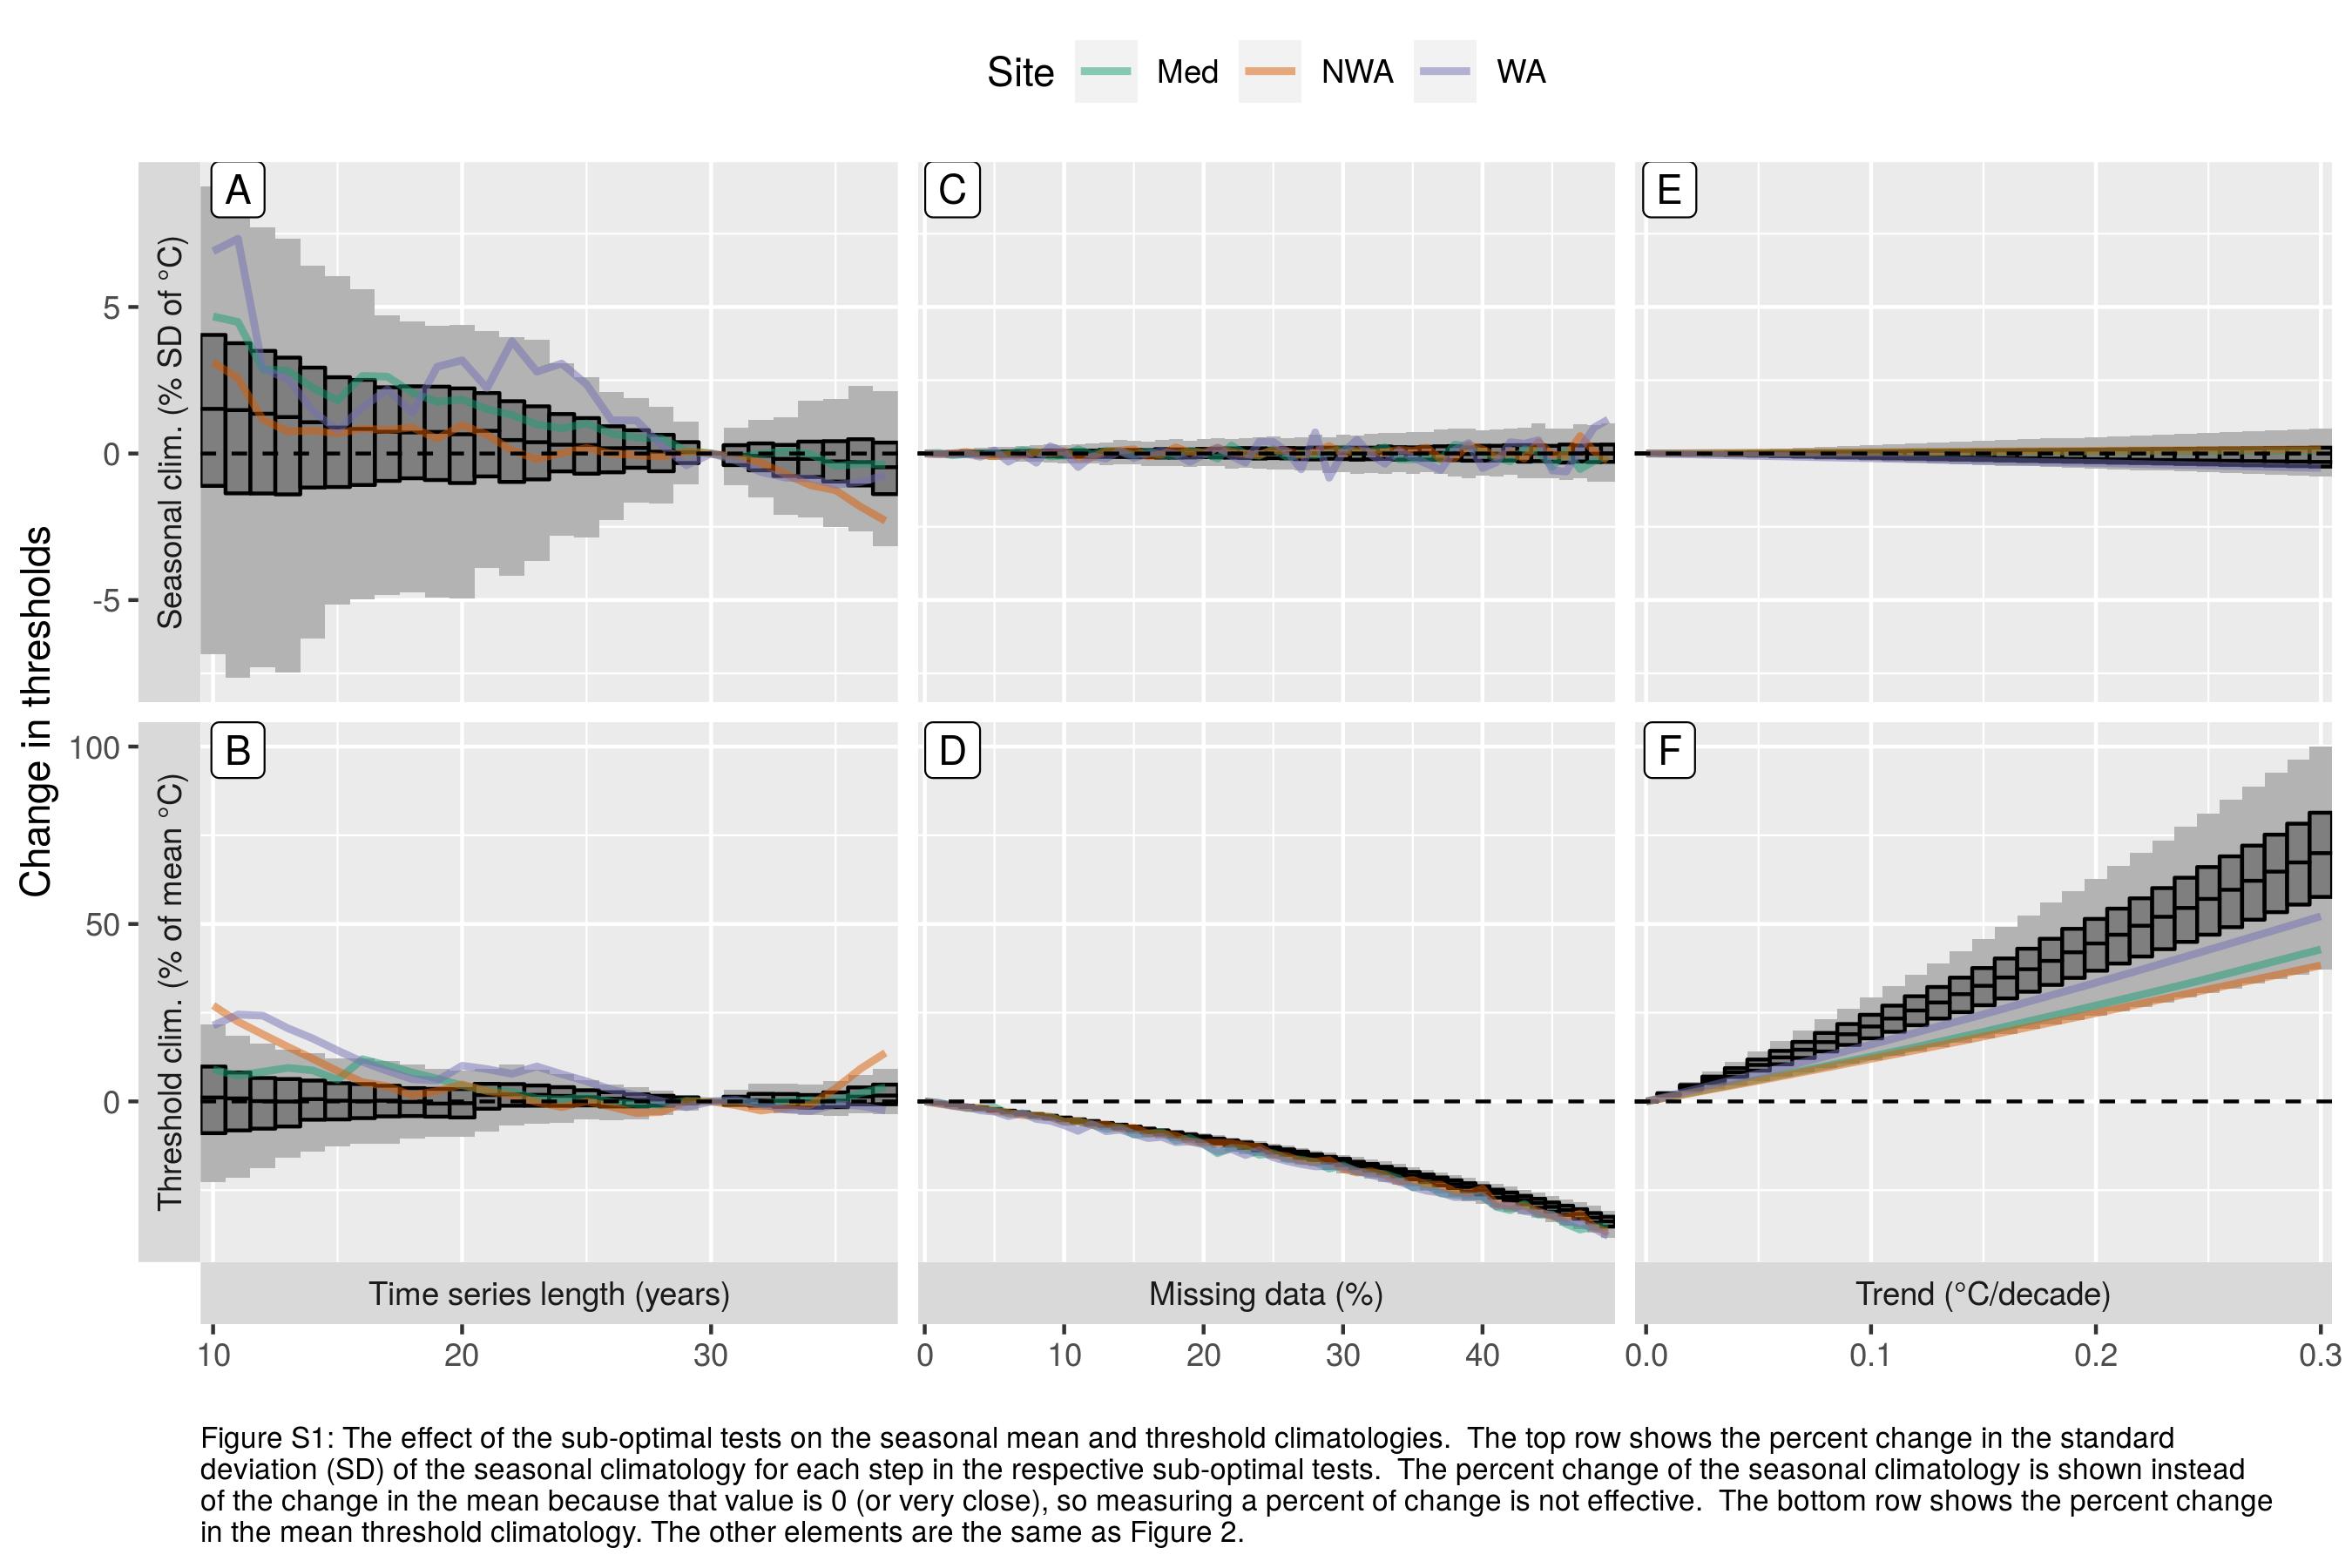 Site Med NWA WA
A
C
E
5
0
-5
Seasonal clim. (% SD of °C)
Change in thresholds
B
D
F
100
50
0
Threshold clim. (% of mean °C)
Time series length (years)
Missing data (%)
Trend (°C/decade)
10 20 30
0 10 20 30 40
0.0 0.1 0.2 0.3
Figure S1: The effect of the sub-optimal tests on the seasonal mean and threshold climatologies.  The top row shows the percent change in the standard
deviation (SD) of the seasonal climatology for each step in the respective sub-optimal tests.  The percent change of the seasonal climatology is shown instead
of the change in the mean because that value is 0 (or very close), so measuring a percent of change is not effective.  The bottom row shows the percent change
in the mean threshold climatology. The other elements are the same as Figure 2.